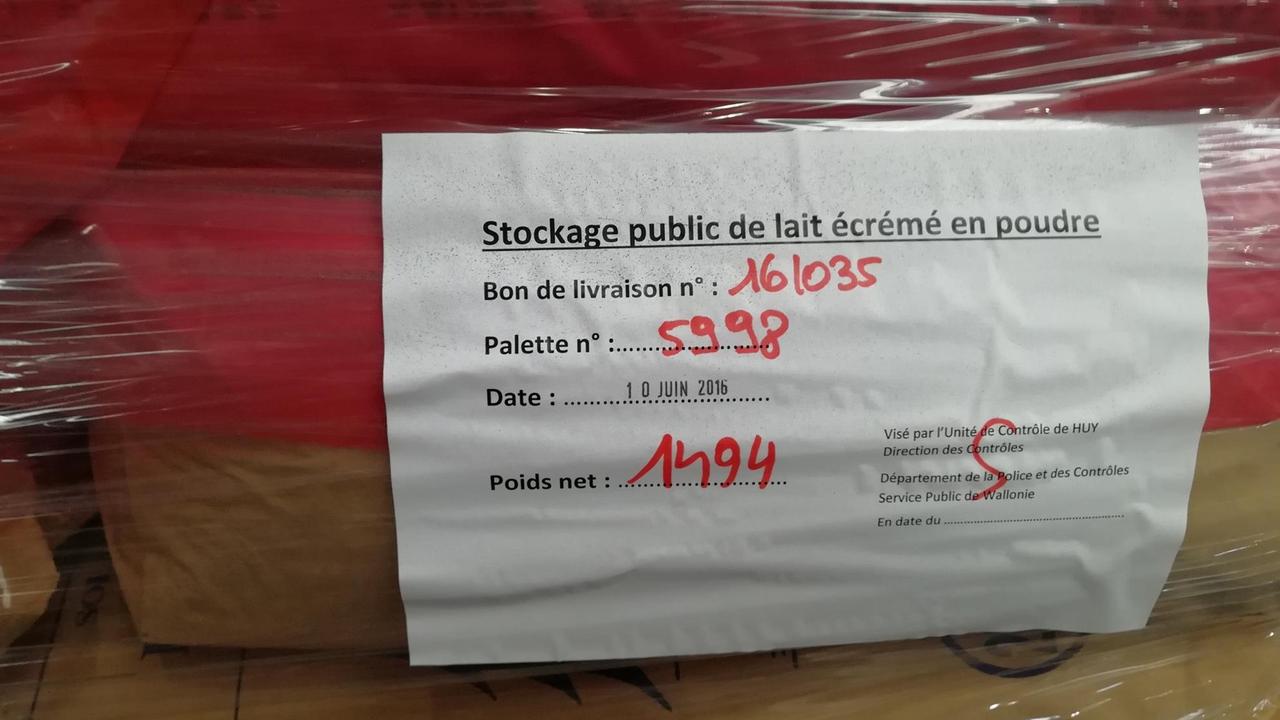 Stockage public de lait écrémé en poudre
Bon de livraison n° : 16/035
Palette n° :........5998
Date : ........10 JUIN 2016........
Poids net : ........1494........
Visé par l'Unité de Contrôle de HUY
Direction des Contrôles
Département de la Police et des Contrôles
Service Public de Wallonie
En date du ........................................